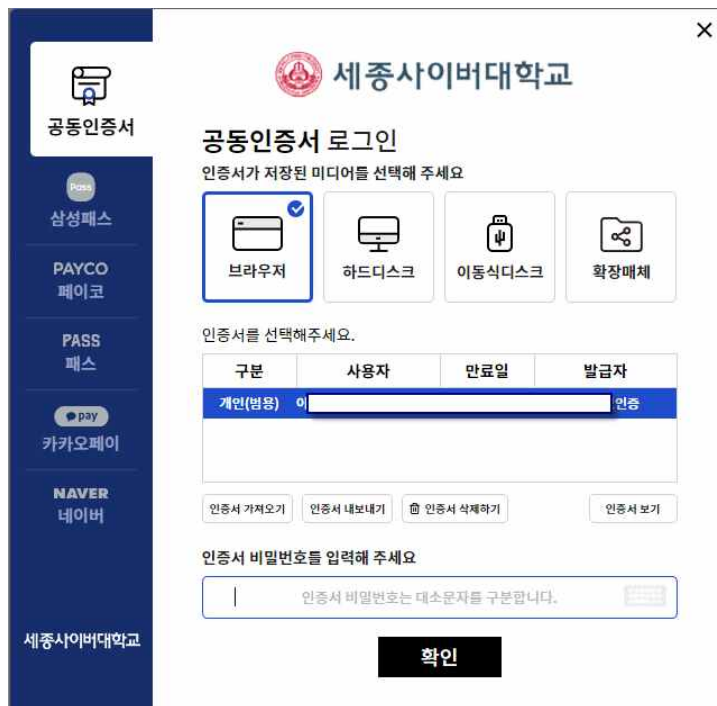 세종사이버대학교
공동인증서
Pass
삼성패스
PAYCO
페이코
PASS
패스
pay
카카오페이
NAVER
네이버
세종사이버대학교
공동인증서 로그인
인증서가 저장된 미디어를 선택해 주세요
브라우저 하드디스크 이동식디스크 확장매체
인증서를 선택해주세요.
구분 사용자 만료일 발급자
개인(범용) 인증
인증서 가져오기 인증서 내보내기 인증서 삭제하기 인증서 보기
인증서 비밀번호를 입력해 주세요
인증서 비밀번호는 대소문자를 구분합니다.
확인